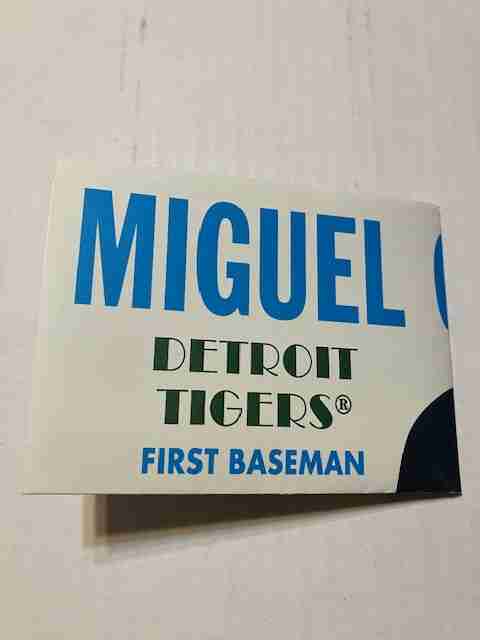 MIGUEL
DETROIT
TIGERS®
FIRST BASEMAN